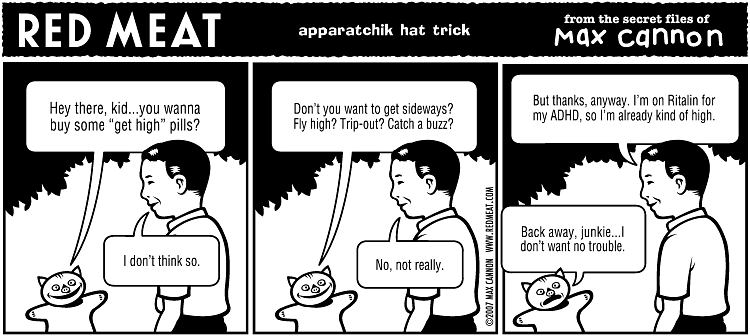 RED MEAT
apparatchik hat trick
from the secret files of
Max Cannon
Hey there, kid...you wanna
buy some “get high” pills?
I don't think so.
Don't you want to get sideways?
Fly high? Trip-out? Catch a buzz?
No, not really.
©2007 MAX CANNON WWW.REDMEAT.COM
But thanks, anyway. I'm on Ritalin for
my ADHD, so I'm already kind of high.
Back away, junkie...I
don't want no trouble.